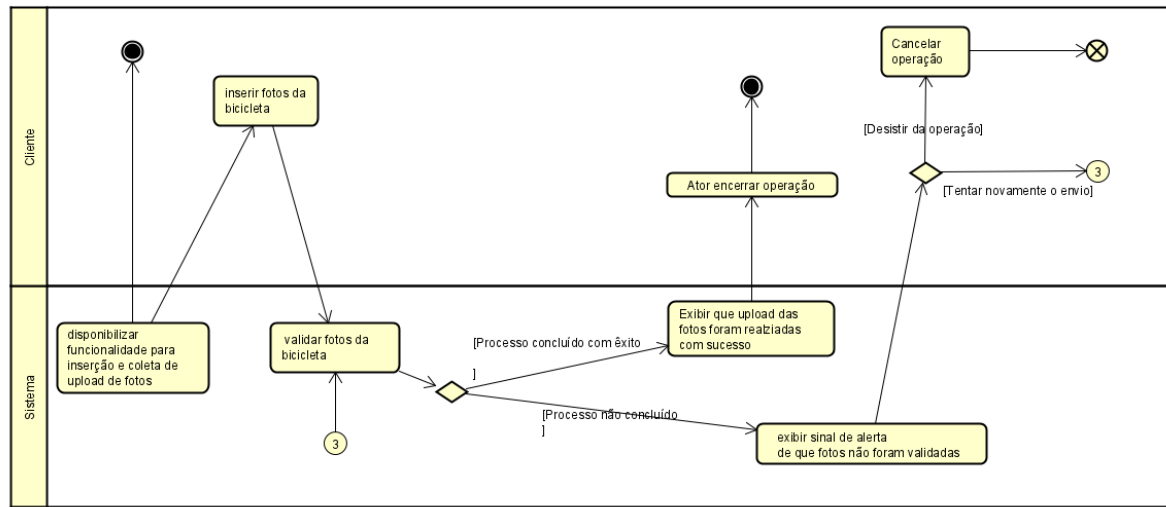 Cliente
Cancelar
operação
inserir fotos da
bicicleta
[Desistir da operação]
3
[Tentar novamente o envio]
Ator encerrar operação
Sistema
disponibilizar
funcionalidade para
inserção e coleta de
upload de fotos
validar fotos da
bicicleta
3
[Processo concluído com êxito
]
Exibir que upload das
fotos foram realziadas
com sucesso
[Processo não concluído
]
exibir sinal de alerta
de que fotos não foram validadas